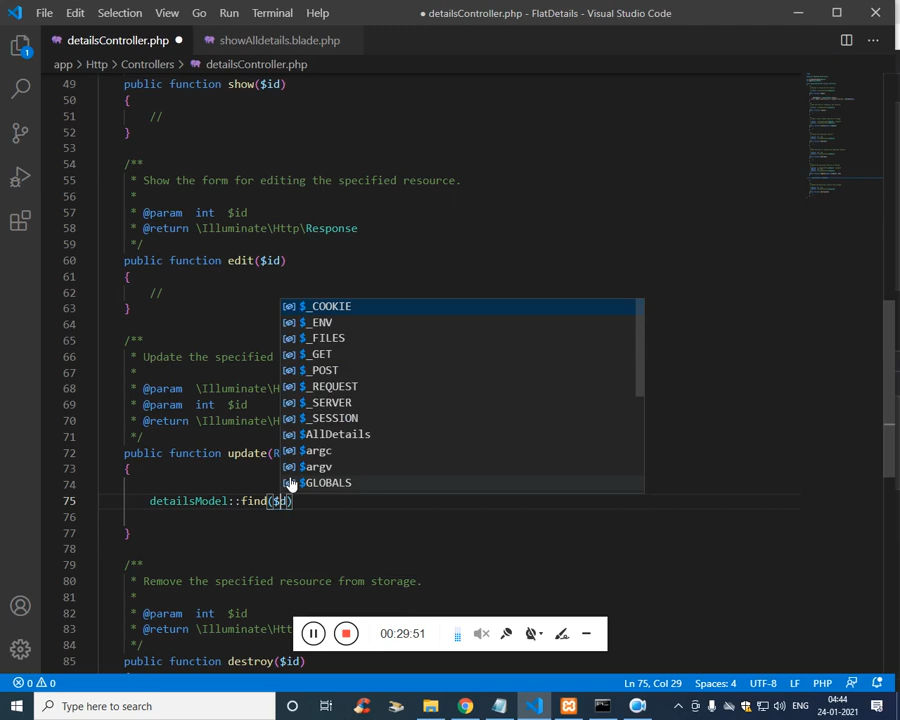 File Edit Selection View Go Run Terminal Help ● detailsController.php - FlatDetails - Visual Studio Code
detailsController.php ● showAlldetails.blade.php
app > Http > Controllers > detailsController.php
49 public function show($id)
50 {
51 //
52 }
53
54 /**
55 * Show the form for editing the specified resource.
56 *
57 * @param int $id
58 * @return \Illuminate\Http\Response
59 */
60 public function edit($id)
61 {
62 //
63 }
64
65 /**
66 * Update the specified
67 *
68 * @param \Illuminate\H
69 * @param int $id
70 * @return \Illuminate\H
71 */
72 public function update(R
73 {
74
75 detailsModel::find($d)
76
77 }
78
79 /**
80 * Remove the specified resource from storage.
81 *
82 * @param int $id
83 * @return \Illuminate\Htt
84 */
85 public function destroy($id)
$_COOKIE
$_ENV
$_FILES
$_GET
$_POST
$_REQUEST
$_SERVER
$_SESSION
$AllDetails
$argc
$argv
$GLOBALS
1
00:29:51
0 0 Ln 75, Col 29 Spaces: 4 UTF-8 LF PHP
Type here to search
ENG
04:44
24-01-2021